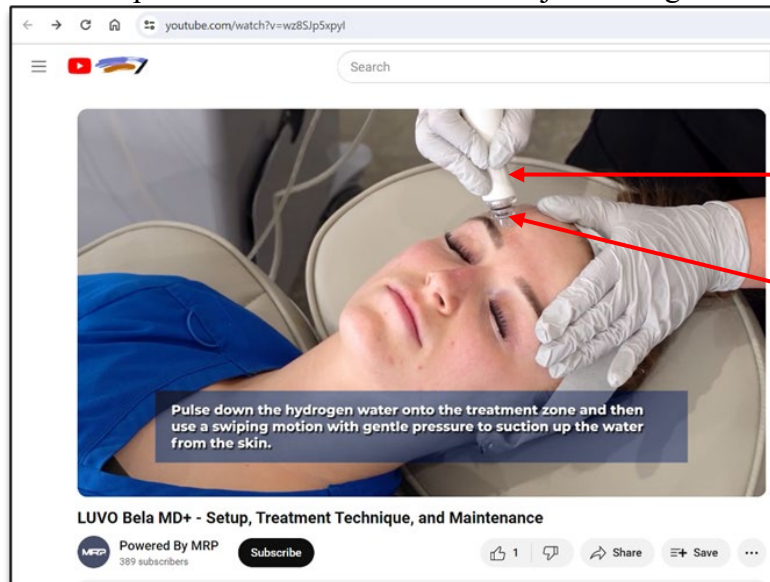 youtube.com/watch?v=wz8SJp5xpyI
Search
Pulse down the hydrogen water onto the treatment zone and then
use a swiping motion with gentle pressure to suction up the water
from the skin.
LUVO Bela MD+ - Setup, Treatment Technique, and Maintenance
MRP
Powered By MRP
389 subscribers
Subscribe
1
Share
Save